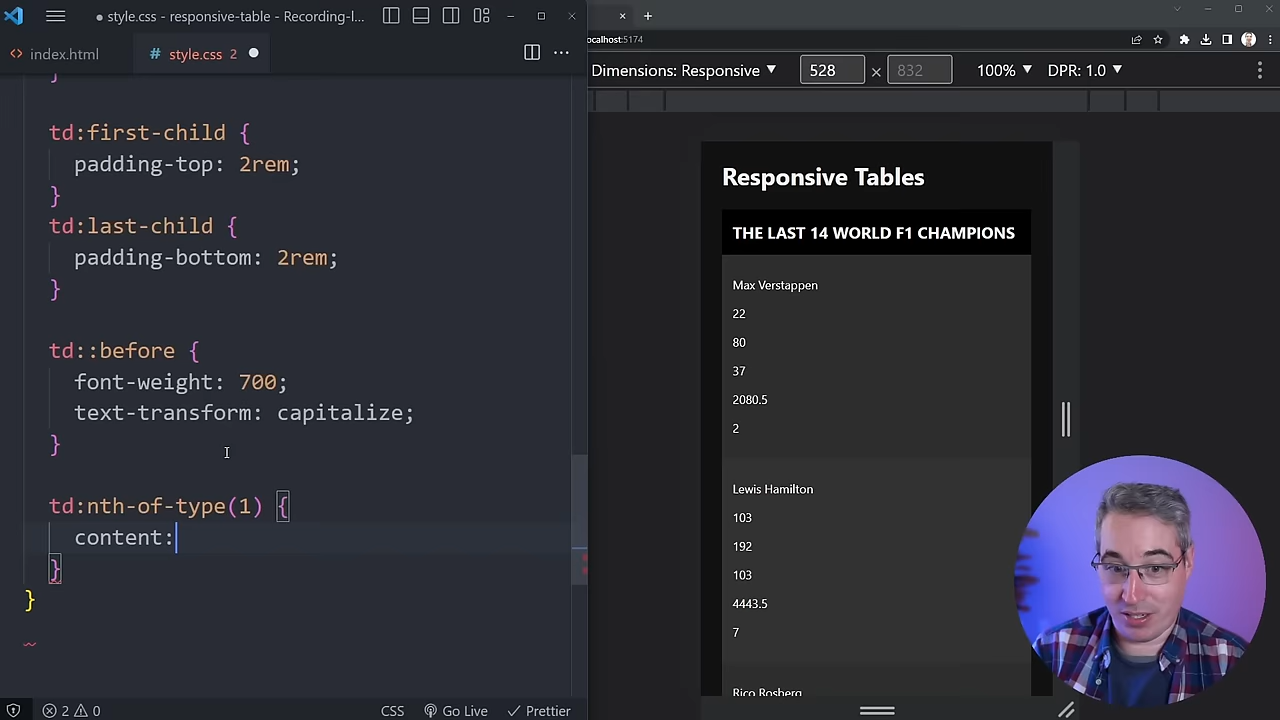 style.css - responsive-table - Recording-I...
index.html
# style.css 2
td:first-child {
padding-top: 2rem;
}
td:last-child {
padding-bottom: 2rem;
}
td::before {
font-weight: 700;
text-transform: capitalize;
}
td:nth-of-type(1) {
content:
}
}
2 0
CSS
Go Live
Prettier
ocalhost:5174
Dimensions: Responsive
528 × 832
100%
DPR: 1.0
Responsive Tables
THE LAST 14 WORLD F1 CHAMPIONS
Max Verstappen
22
80
37
2080.5
2
Lewis Hamilton
103
192
103
4443.5
7
Rico Rosberg